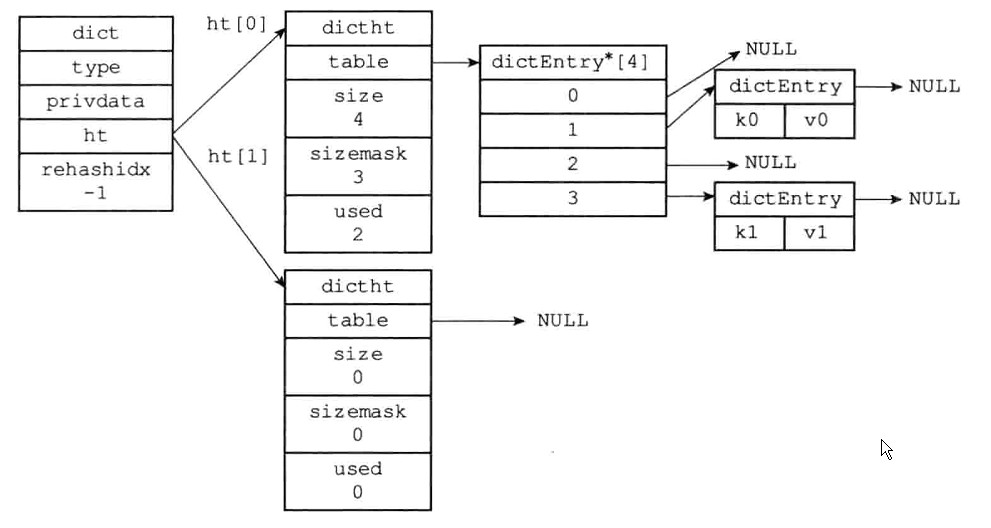 dict
type
privdata
ht
rehashidx
-1
ht[0]
ht[1]
dictht
table
size
4
sizemask
3
used
2
dictht
table
size
0
sizemask
0
used
0
NULL
dictEntry*[4]
0
1
2
3
NULL
dictEntry
k0 v0
NULL
NULL
dictEntry
k1 v1
NULL